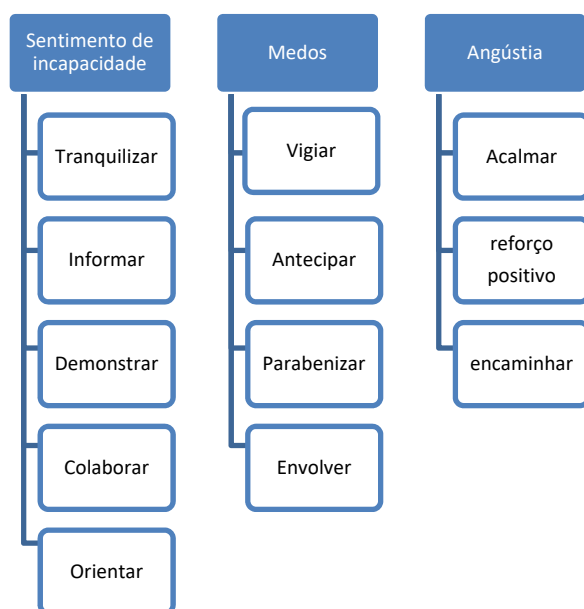 Sentimento de
incapacidade
Tranquilizar
Informar
Demonstrar
Colaborar
Orientar
Medos
Vigiar
Antecipar
Parabenizar
Envolver
Angústia
Acalmar
reforço
positivo
encaminhar